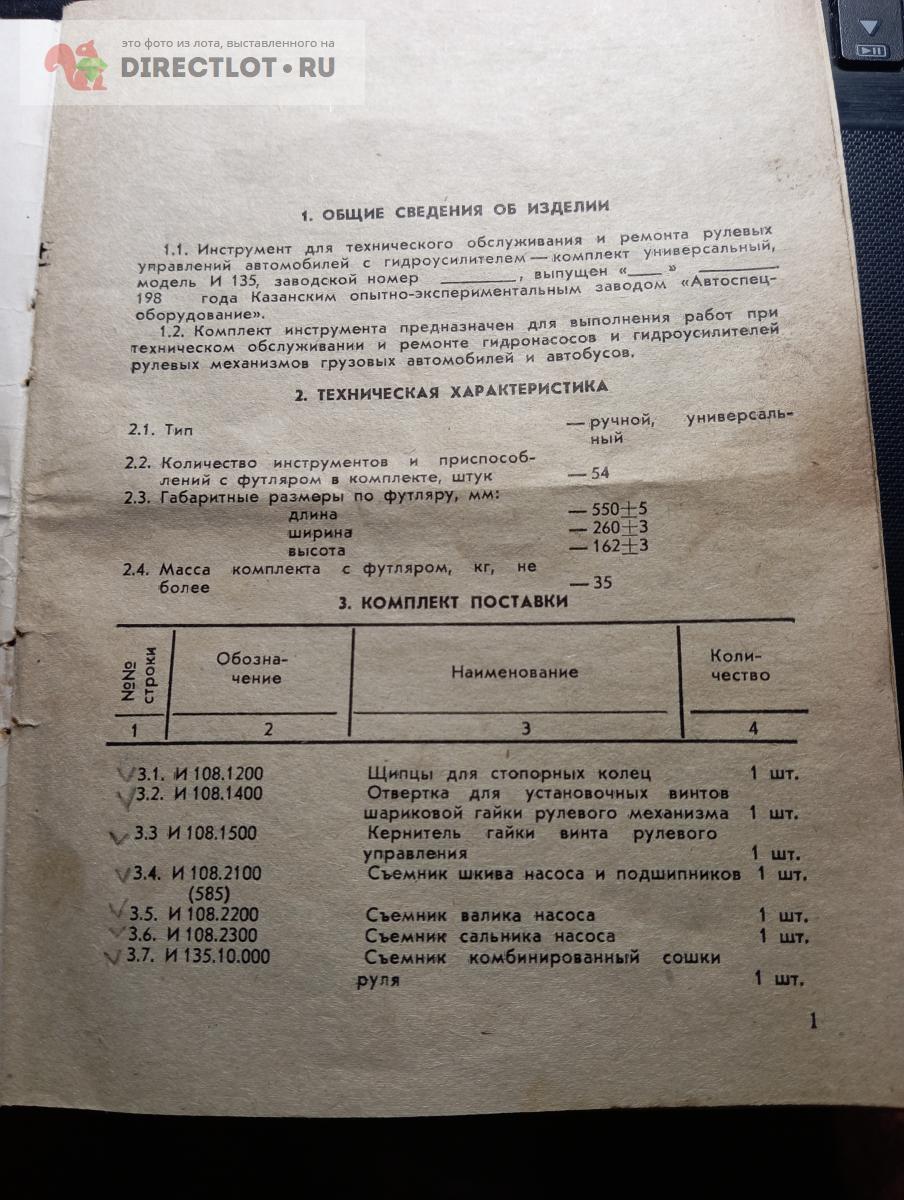 это фото из лота, выставленного на
DIRECTLOT•RU
1. ОБЩИЕ СВЕДЕНИЯ ОБ ИЗДЕЛИИ
1.1. Инструмент для технического обслуживания и ремонта рулевых
управлений автомобилей с гидроусилителем — комплект универсальный,
модель И 135, заводской номер ________, выпущен «____» ________
198    года Казанским опытно-экспериментальным заводом «Автоспец-
оборудование».
1.2. Комплект инструмента предназначен для выполнения работ при
техническом обслуживании и ремонте гидронасосов и гидроусилителей
рулевых механизмов грузовых автомобилей и автобусов.
2. ТЕХНИЧЕСКАЯ ХАРАКТЕРИСТИКА
2.1. Тип — ручной, универсаль-
ный
2.2. Количество инструментов и приспособ-
лений с футляром в комплекте, штук — 54
2.3. Габаритные размеры по футляру, мм:
длина — 550±5
ширина — 260±3
высота — 162±3
2.4. Масса комплекта с футляром, кг, не
более — 35
3. КОМПЛЕКТ ПОСТАВКИ
№№ строки Обозна-чение Наименование Коли-чество
1 2 3 4
3.1. И 108.1200 Щипцы для стопорных колец 1 шт.
3.2. И 108.1400 Отвертка для установочных винтов
шариковой гайки рулевого механизма 1 шт.
3.3 И 108.1500 Кернитель гайки винта рулевого
управления 1 шт.
3.4. И 108.2100 Съемник шкива насоса и подшипников 1 шт.
(585)
3.5. И 108.2200 Съемник валика насоса 1 шт.
3.6. И 108.2300 Съемник сальника насоса 1 шт.
3.7. И 135.10.000 Съемник комбинированный сошки
руля 1 шт.
1